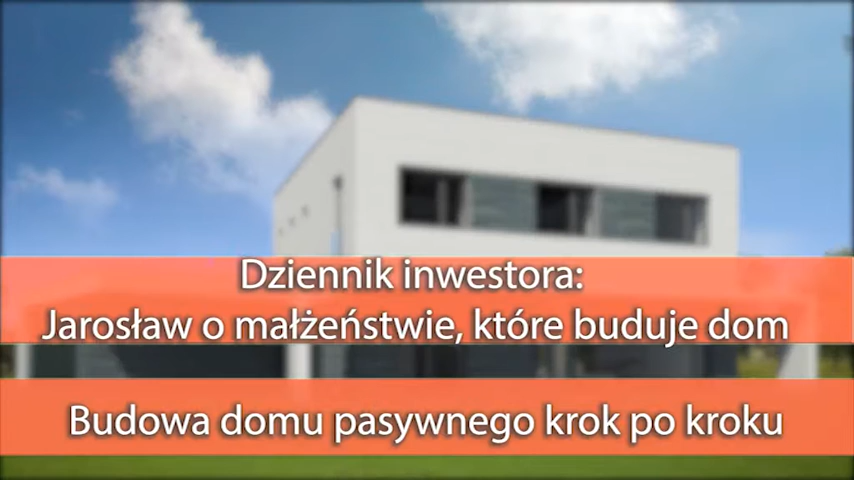 Dziennik inwestora:
Jarosław o małżeństwie, które buduje dom
Budowa domu pasywnego krok po kroku